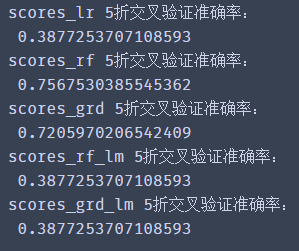 scores_lr 5折交叉验证准确率：
0.3877253707108593
scores_rf 5折交叉验证准确率：
0.7567530385545362
scores_grd 5折交叉验证准确率：
0.7205970206542409
scores_rf_lm 5折交叉验证准确率：
0.3877253707108593
scores_grd_lm 5折交叉验证准确率：
0.3877253707108593